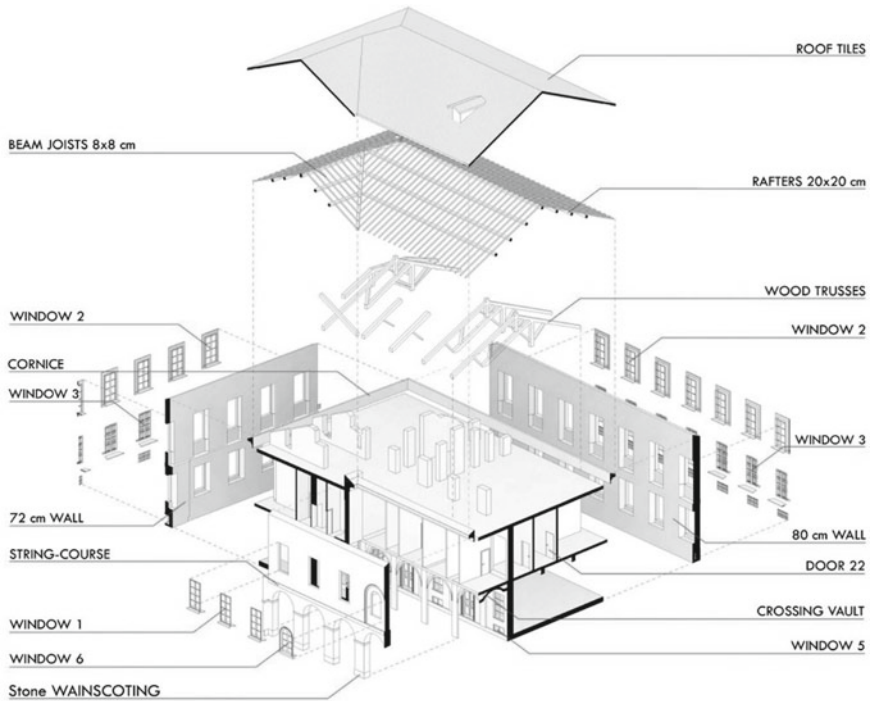 ROOF TILES
BEAM JOISTS 8x8 cm
RAFTERS 20x20 cm
WOOD TRUSSES
WINDOW 2
WINDOW 2
CORNICE
WINDOW 3
WINDOW 3
72 cm WALL
80 cm WALL
STRING-COURSE
DOOR 22
CROSSING VAULT
WINDOW 1
WINDOW 5
WINDOW 6
Stone WAINSCOTING